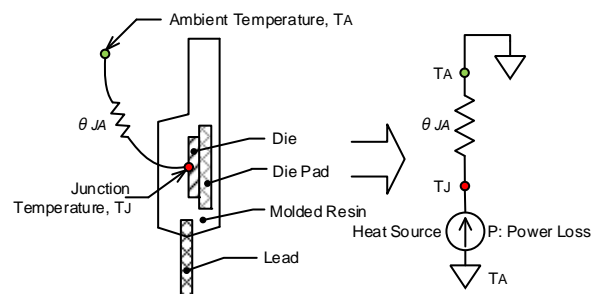 Ambient Temperature, TA
θ JA
Die
Die Pad
Junction
Temperature, TJ
Molded Resin
Lead
TA
θ JA
TJ
Heat Source
P: Power Loss
TA